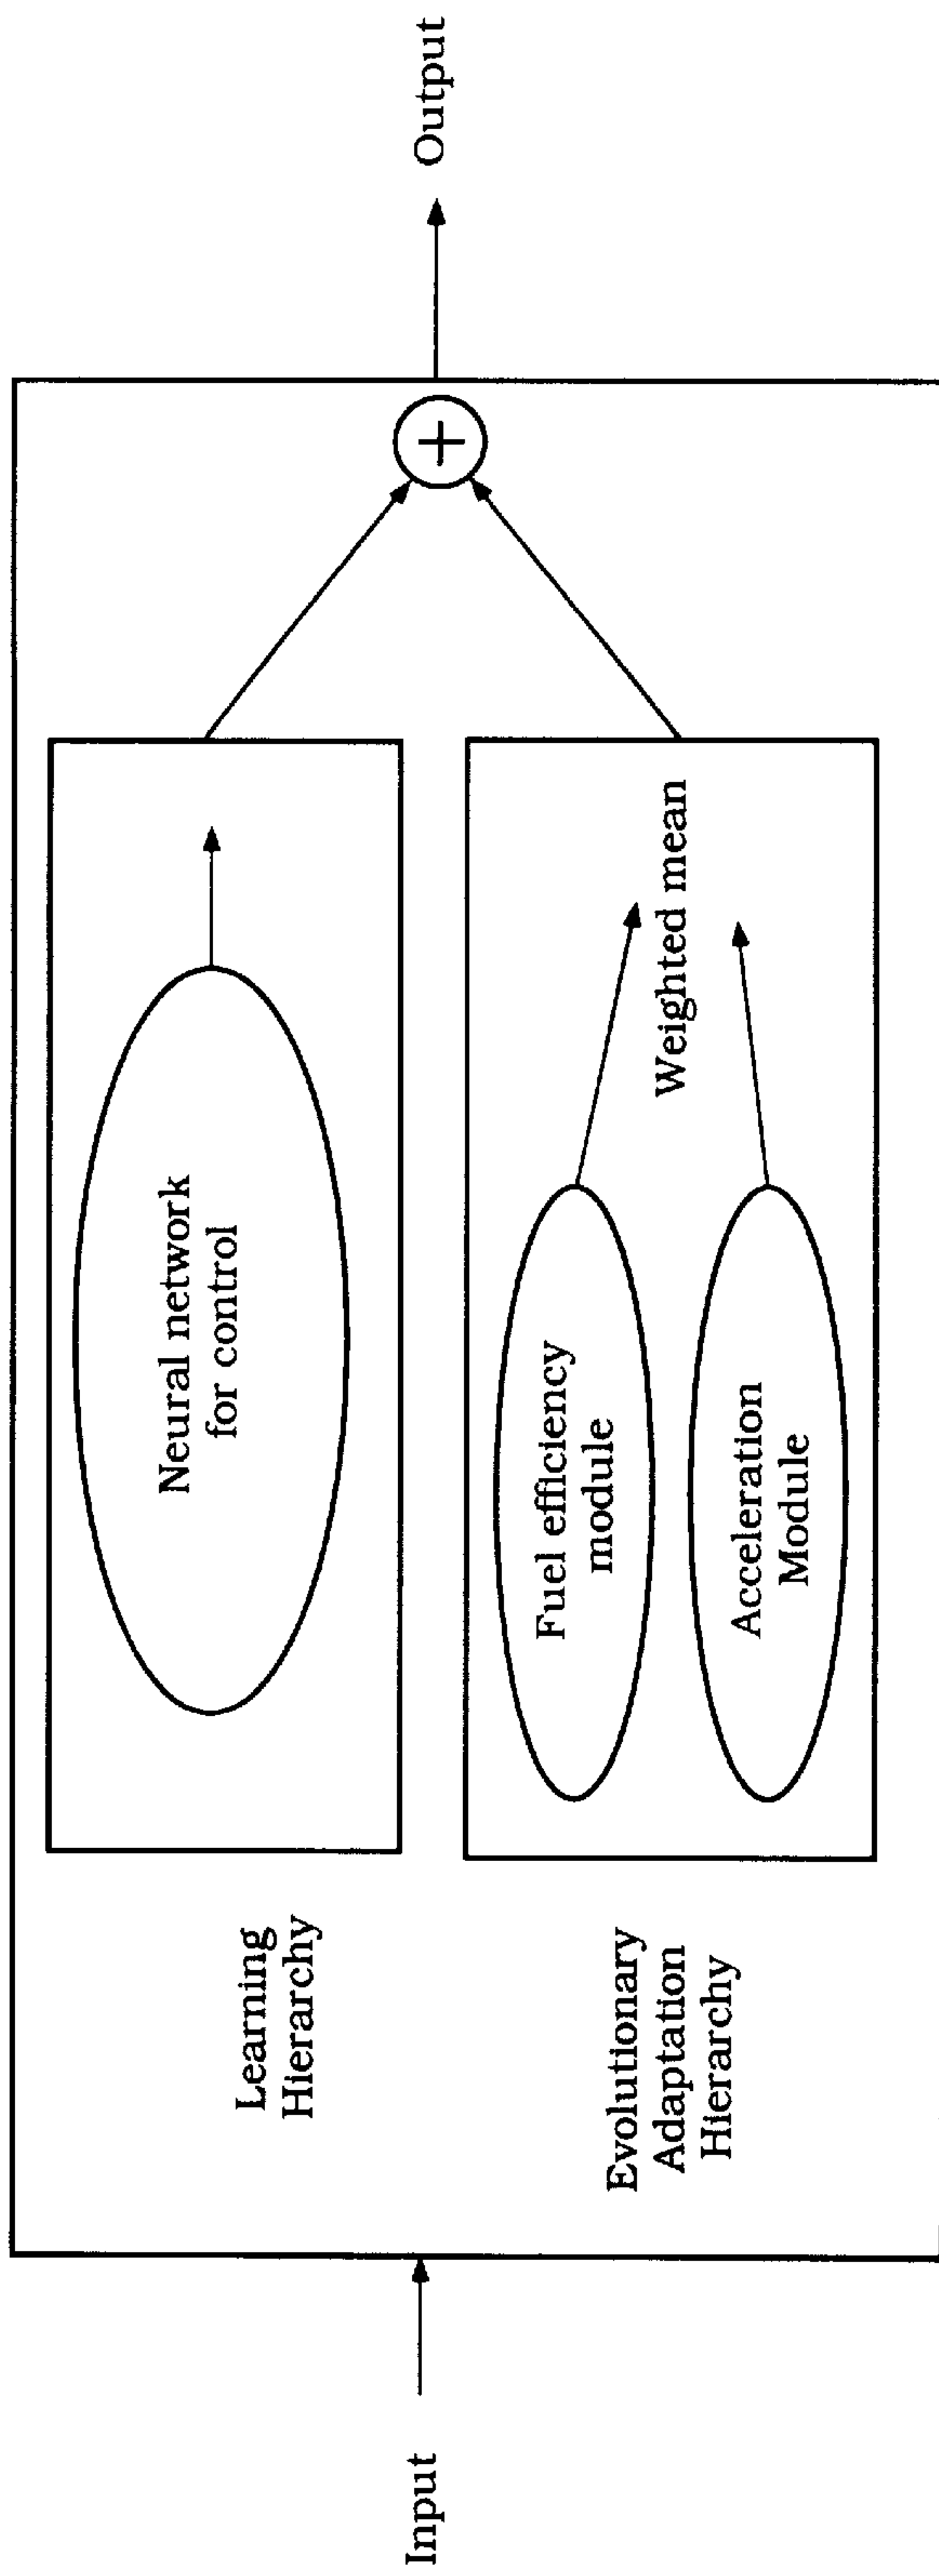 Input
Learning
Hierarchy
Neural network
for control
Evolutionary
Adaptation
Hierarchy
Fuel efficiency
module
Acceleration
Module
Weighted mean
+
Output